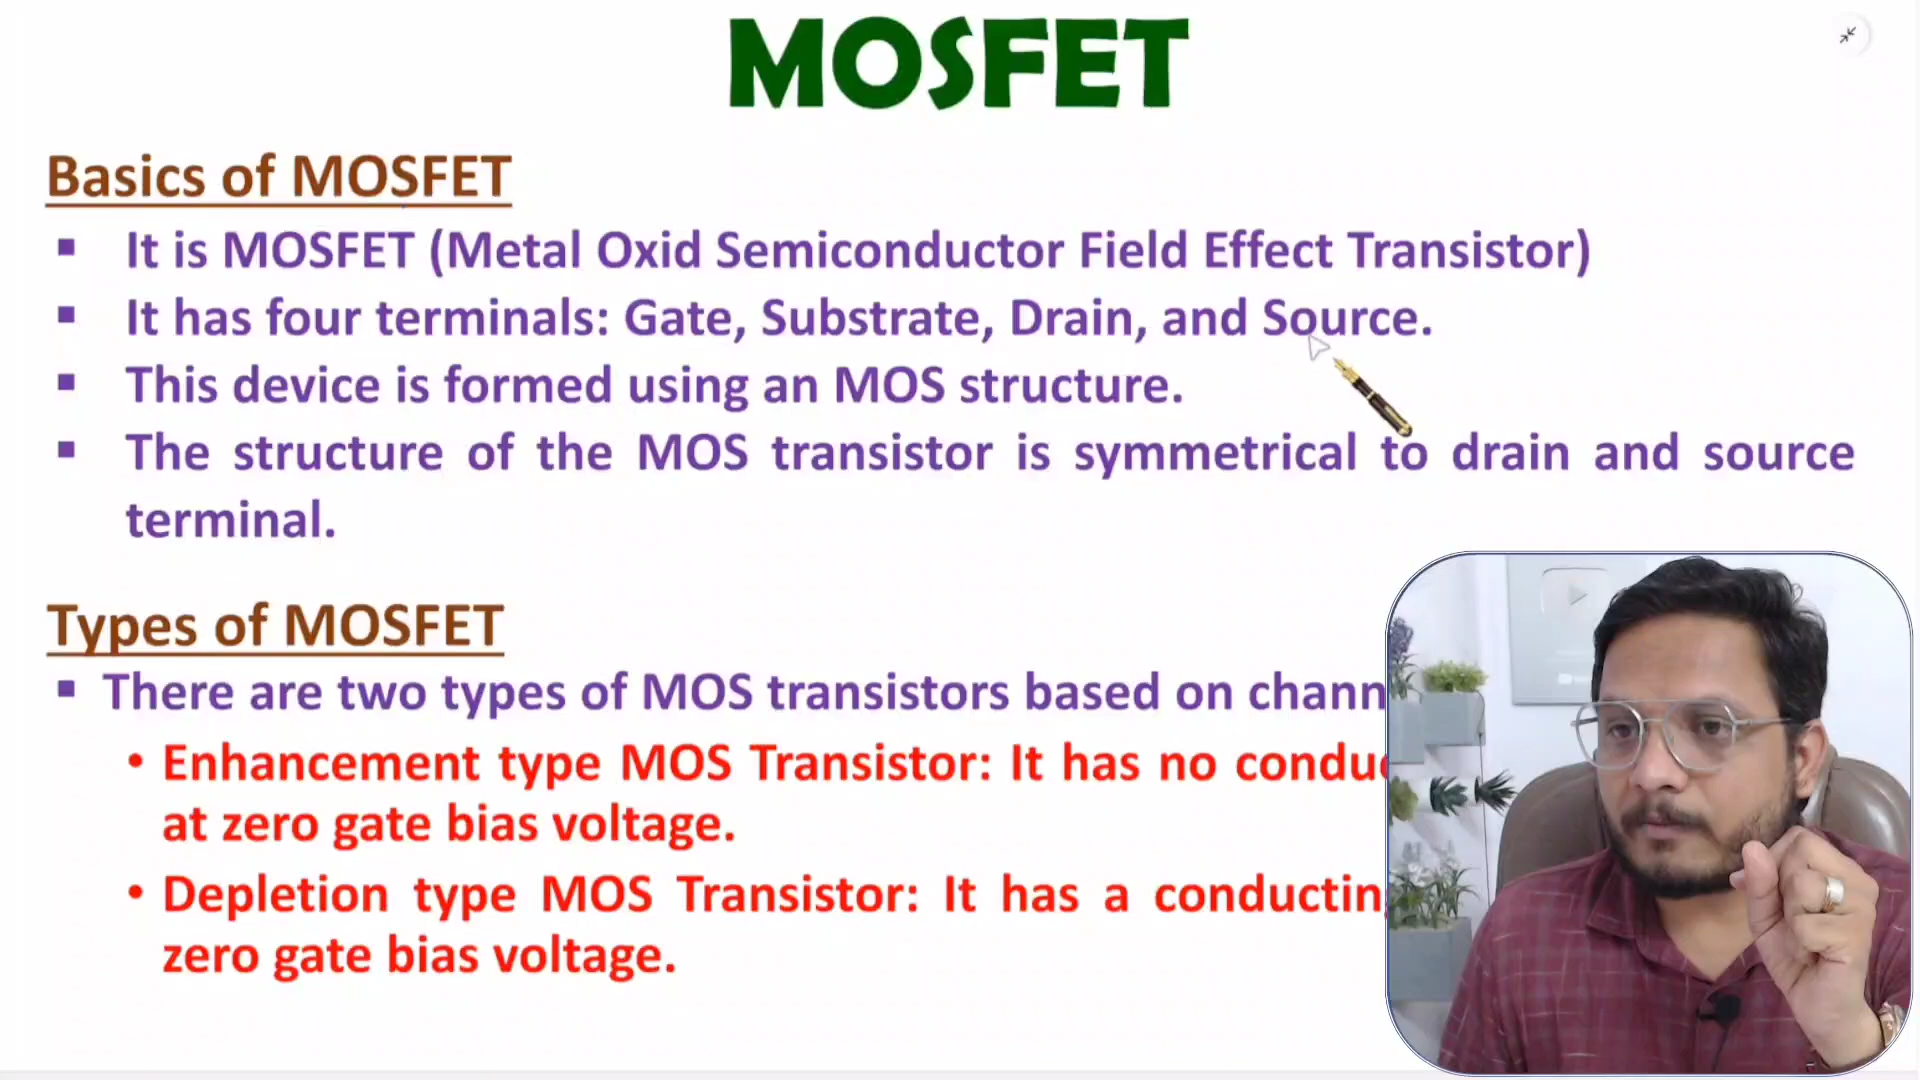 MOSFET
Basics of MOSFET
▪ It is MOSFET (Metal Oxid Semiconductor Field Effect Transistor)
▪ It has four terminals: Gate, Substrate, Drain, and Source.
▪ This device is formed using an MOS structure.
▪ The structure of the MOS transistor is symmetrical to drain and source
terminal.
Types of MOSFET
▪ There are two types of MOS transistors based on
• Enhancement type MOS Transistor: It has no
at zero gate bias voltage.
• Depletion type MOS Transistor: It has a
zero gate bias voltage.